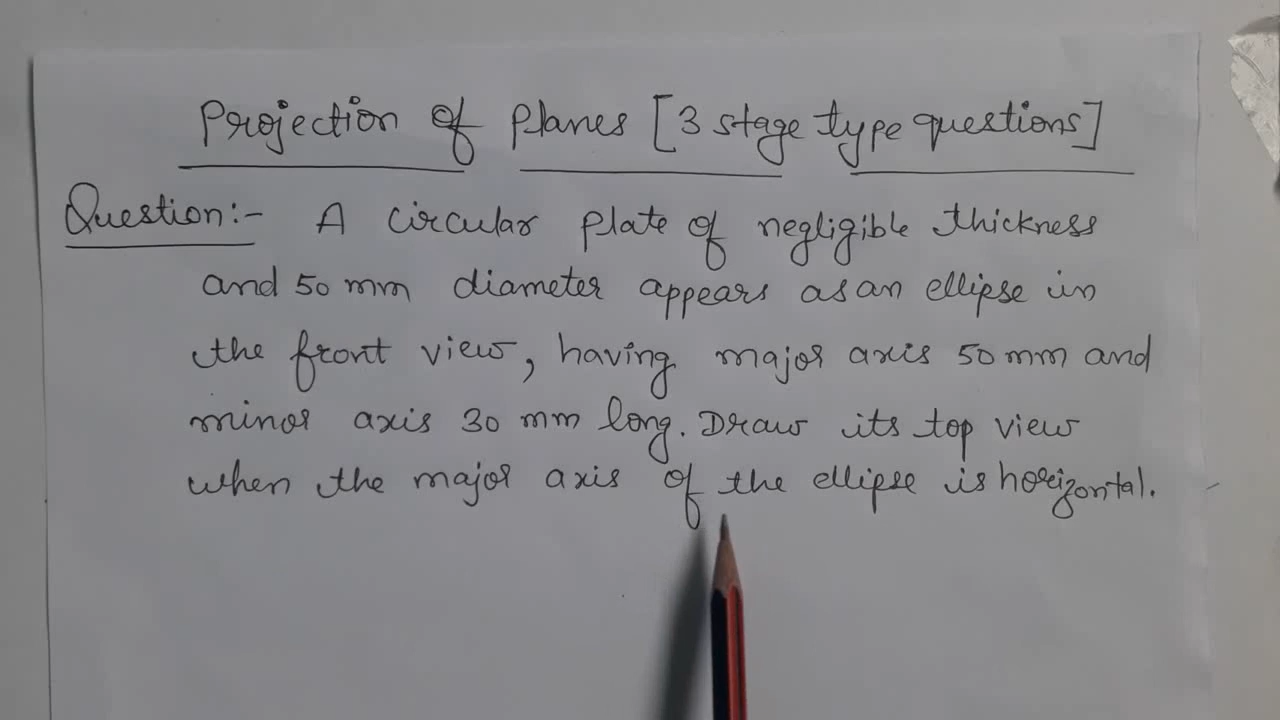 Projection of Planes [3 stage type questions]
Question:- A circular plate of negligible thickness
and 50 mm diameter appears as an ellipse in
the front view, having major axis 50 mm and
minor axis 30 mm long. Draw its top view
when the major axis of the ellipse is horizontal.